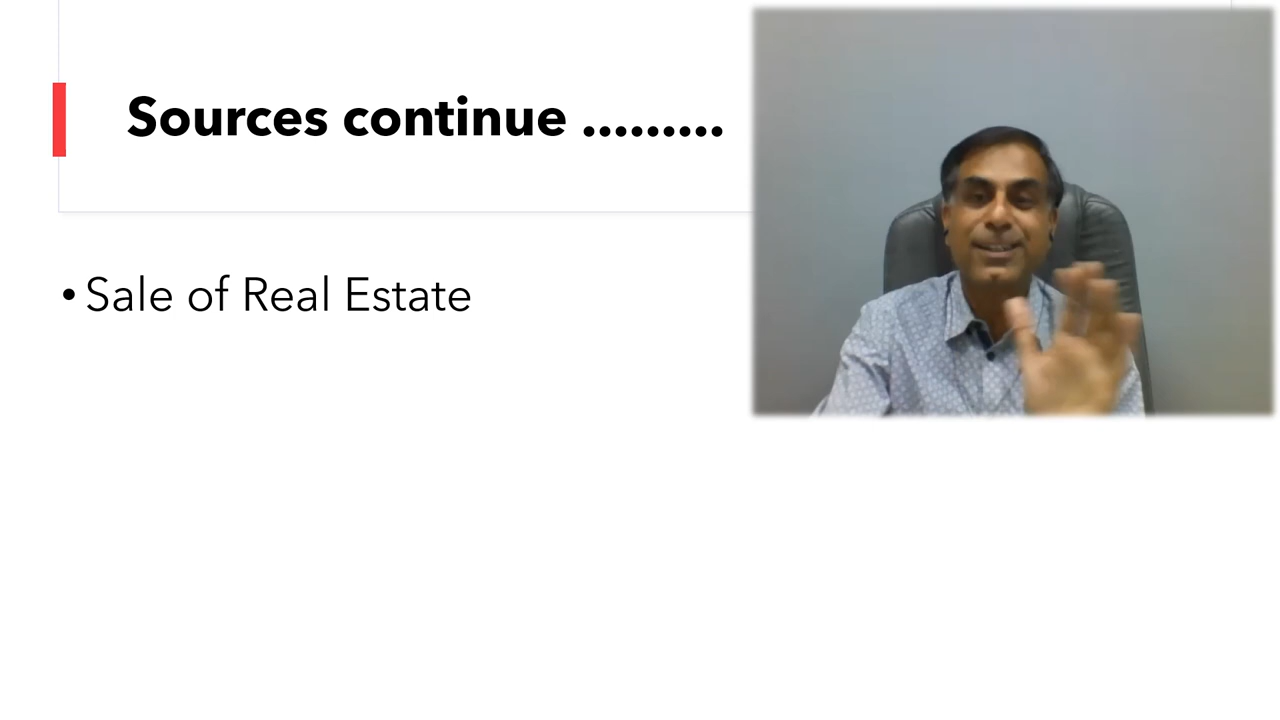 Sources continue .........
• Sale of Real Estate